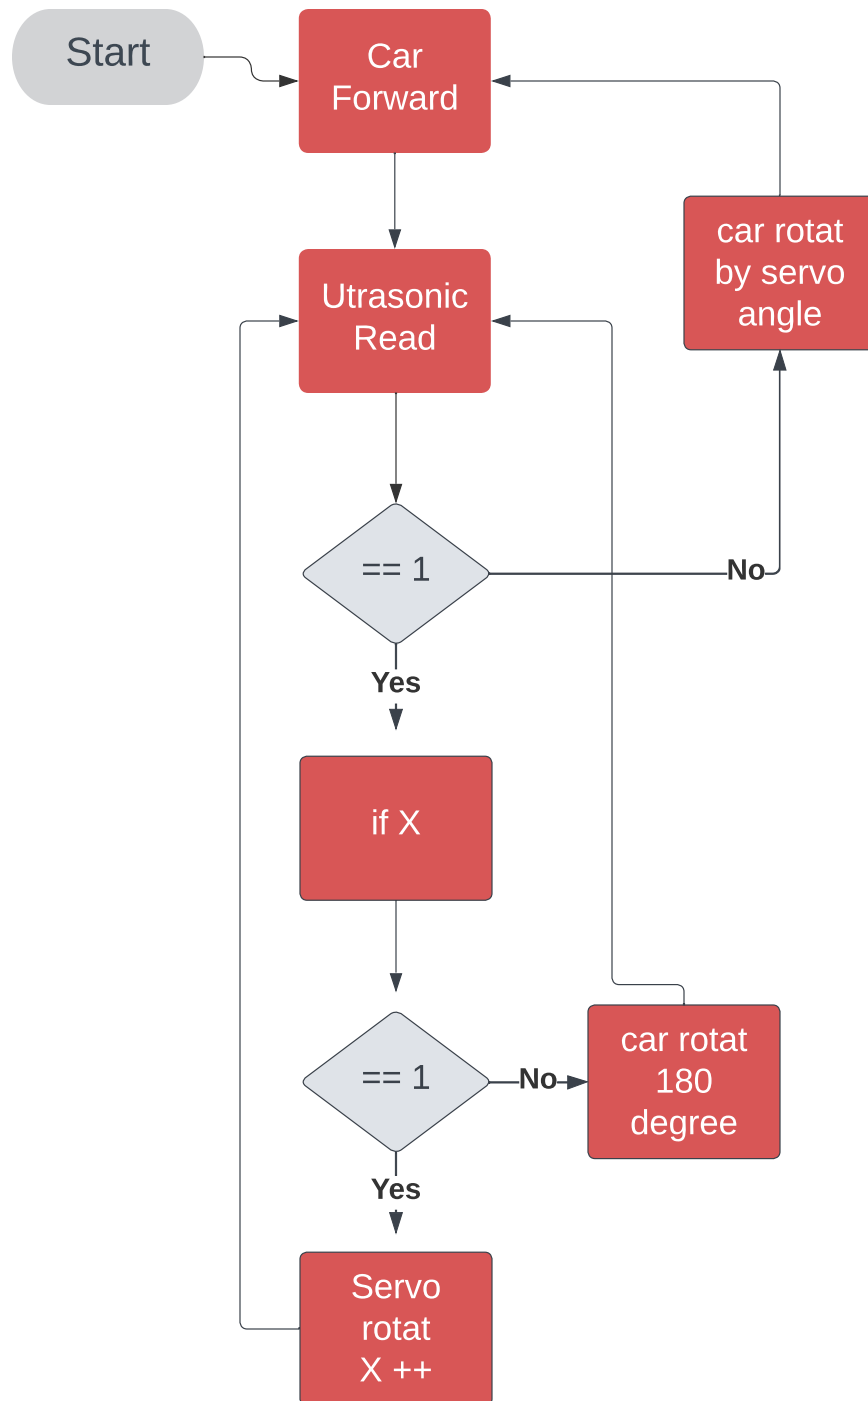 Start
Car
Forward
car rotat
by servo
angle
Utrasonic
Read
== 1
No
Yes
if X
== 1
No
car rotat
180
degree
Yes
Servo
rotat
X ++